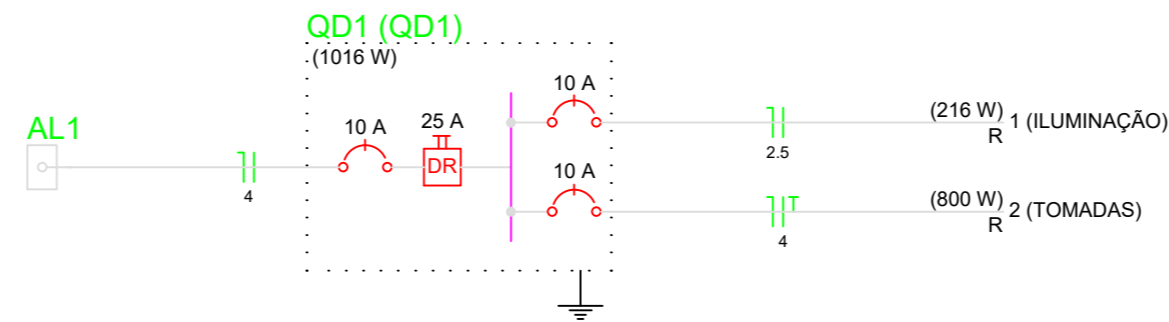 QD1 (QD1)
(1016 W)
AL1
4
10 A
25 A
DR
10 A
2.5
(216 W)
R
1 (ILUMINAÇÃO)
10 A
T
4
(800 W)
R
2 (TOMADAS)